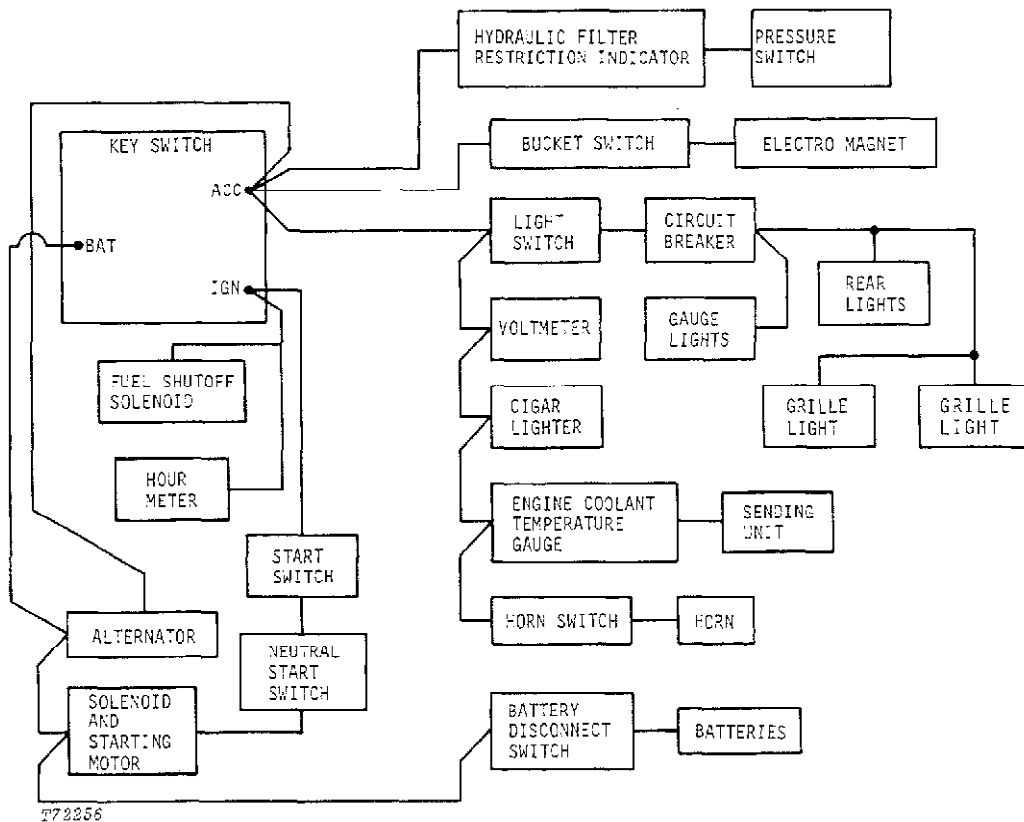 HYDRAULIC FILTER
RESTRICTION INDICATOR
PRESSURE
SWITCH
KEY SWITCH
BUCKET SWITCH
ELECTRO MAGNET
ACC
LIGHT
SWITCH
CIRCUIT
BREAKER
BAT
REAR
LIGHTS
IGN
VOLTMETER
GAUGE
LIGHTS
FUEL SHUTOFF
SOLENOID
CIGAR
LIGHTER
GRILLE
LIGHT
GRILLE
LIGHT
HOUR
METER
ENGINE COOLANT
TEMPERATURE
GAUGE
SENDING
UNIT
START
SWITCH
HORN SWITCH
HORN
ALTERNATOR
NEUTRAL
START
SWITCH
SOLENOID
AND
STARTING
MOTOR
BATTERY
DISCONNECT
SWITCH
BATTERIES
T72256